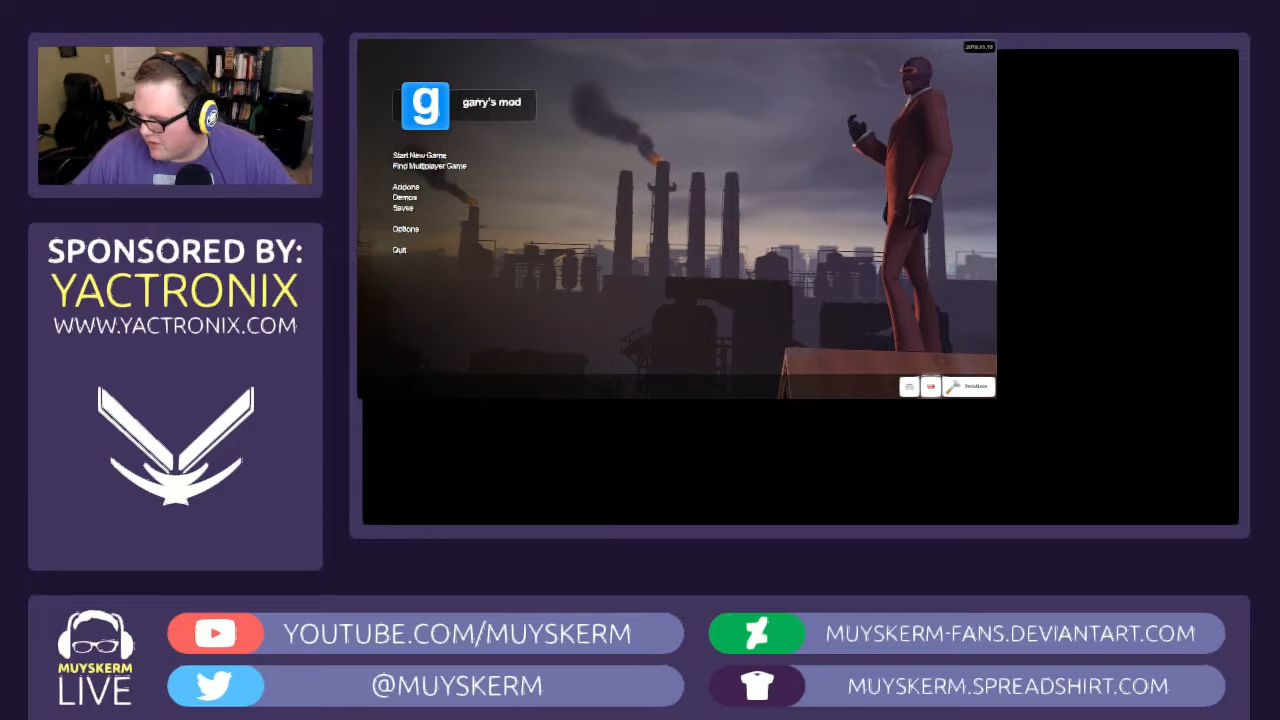 SPONSORED BY:
YACTRONIX
WWW.YACTRONIX.COM
g
garry's mod
Start New Game
Find Multiplayer Game
Addons
Demos
Saves
Options
Quit
MUYSKERM
LIVE
YOUTUBE.COM/MUYSKERM
@MUYSKERM
MUYSKERM-FANS.DEVIANTART.COM
MUYSKERM.SPREADSHIRT.COM